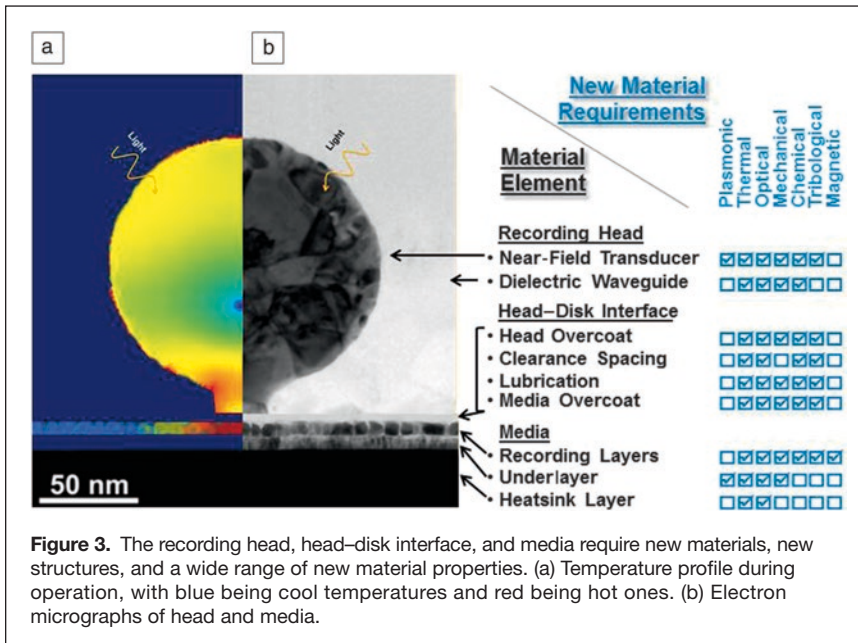 a
b
Light
Light
50 nm
New Material
Requirements
Material
Element
Plasmonic
Thermal
Optical
Mechanical
Chemical
Tribological
Magnetic
Recording Head
• Near-Field Transducer
• Dielectric Waveguide
Head–Disk Interface
• Head Overcoat
• Clearance Spacing
• Lubrication
• Media Overcoat
Media
• Recording Layers
• Underlayer
• Heatsink Layer
Figure 3. The recording head, head–disk interface, and media require new materials, new
structures, and a wide range of new material properties. (a) Temperature profile during
operation, with blue being cool temperatures and red being hot ones. (b) Electron
micrographs of head and media.